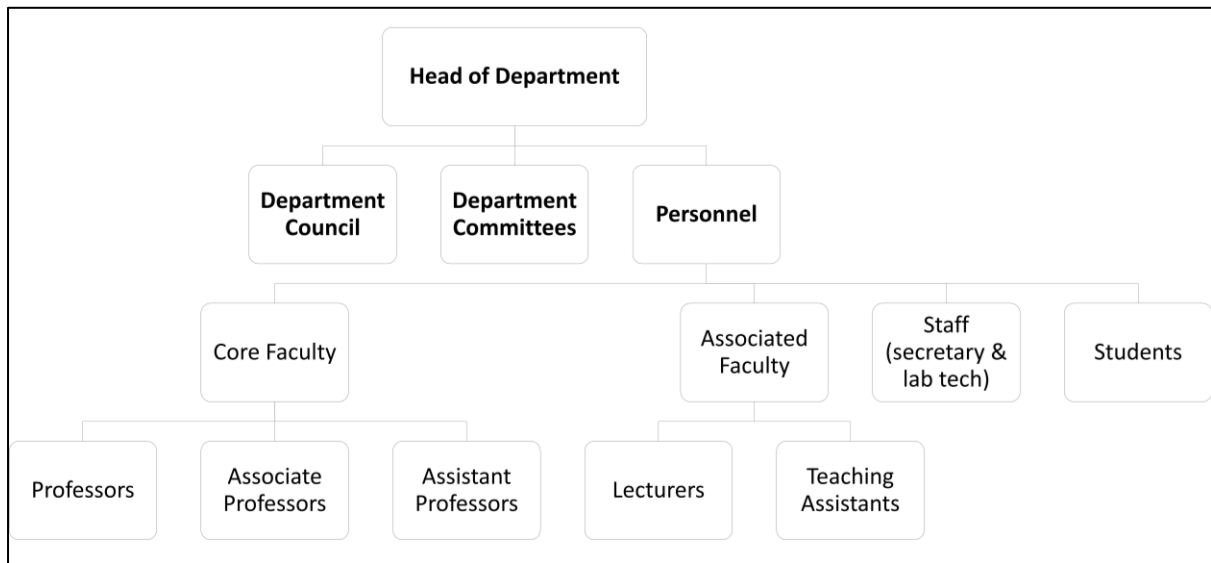 Head of Department
Department
Council
Department
Committees
Personnel
Core Faculty
Associated
Faculty
Staff
(secretary &
lab tech)
Students
Professors
Associate
Professors
Assistant
Professors
Lecturers
Teaching
Assistants